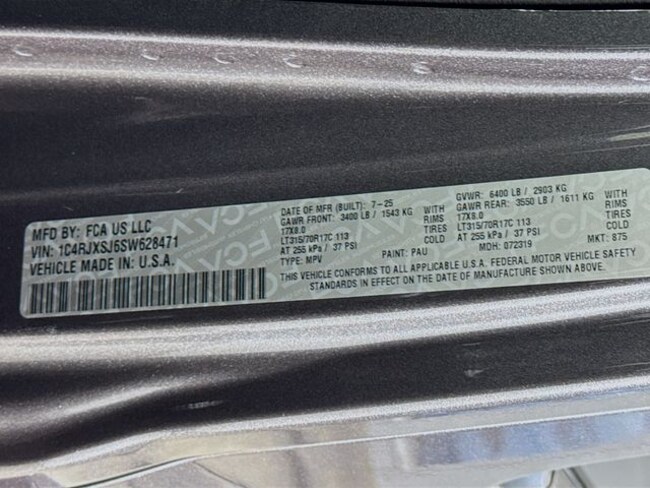 MFD BY: FCA US LLC
VIN: 1C4RJXSJ6SW628471
VEHICLE MADE IN: U.S.A.
DATE OF MFR (BUILT): 7-25 GVWR: 6400 LB / 2903 KG
GAWR FRONT: 3400 LB / 1543 KG WITH GAWR REAR: 3550 LB / 1611 KG WITH
17X8.0 RIMS 17X8.0 RIMS
LT315/70R17C 113 TIRES LT315/70R17C 113 TIRES
AT 255 kPa / 37 PSI COLD AT 255 kPa / 37 PSI COLD
TYPE: MPV PAINT: PAU MDH: 072319 MKT: 875
THIS VEHICLE CONFORMS TO ALL APPLICABLE U.S.A. FEDERAL MOTOR VEHICLE SAFETY
STANDARDS IN EFFECT ON THE DATE OF MANUFACTURE SHOWN ABOVE.